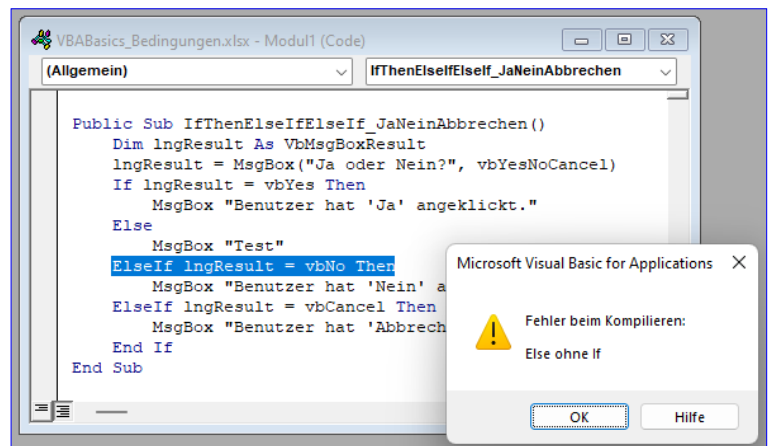 VBABasics_Bedingungen.xlsx - Modul1 (Code)
(Allgemein) IfThenElseIfElseIf_JaNeinAbbrechen
Public Sub IfThenElseIfElseIf_JaNeinAbbrechen()
Dim lngResult As VbMsgBoxResult
lngResult = MsgBox("Ja oder Nein?", vbYesNoCancel)
If lngResult = vbYes Then
MsgBox "Benutzer hat 'Ja' angeklickt."
Else
MsgBox "Test"
ElseIf lngResult = vbNo Then
MsgBox "Benutzer hat 'Nein' a
ElseIf lngResult = vbCancel Then
MsgBox "Benutzer hat 'Abbrech
End If
End Sub
Microsoft Visual Basic for Applications
Fehler beim Kompilieren:
Else ohne If
OK Hilfe